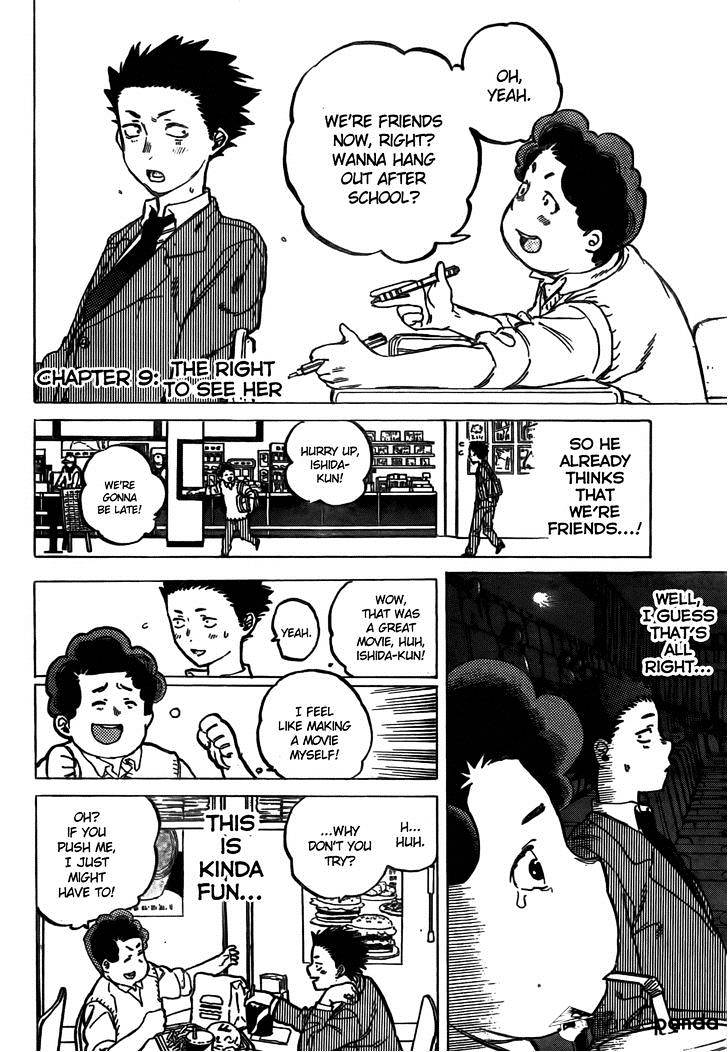 OH,
YEAH.
WE'RE FRIENDS
NOW, RIGHT?
WANNA HANG
OUT AFTER
SCHOOL?
CHAPTER 9: THE RIGHT
TO SEE HER
SO HE
ALREADY
THINKS
THAT
WE'RE
FRIENDS...!
HURRY UP,
ISHIDA-
KUN!
WE'RE
GONNA
BE LATE!
WELL,
I GUESS
THAT'S
ALL
RIGHT...
WOW,
THAT WAS
A GREAT
MOVIE, HUH,
ISHIDA-KUN!
YEAH.
I FEEL
LIKE MAKING
A MOVIE
MYSELF!
H...
HUH.
...WHY
DON'T YOU
TRY?
THIS
IS
KINDA
FUN...
OH?
IF YOU
PUSH ME,
I JUST
MIGHT
HAVE TO!
panda